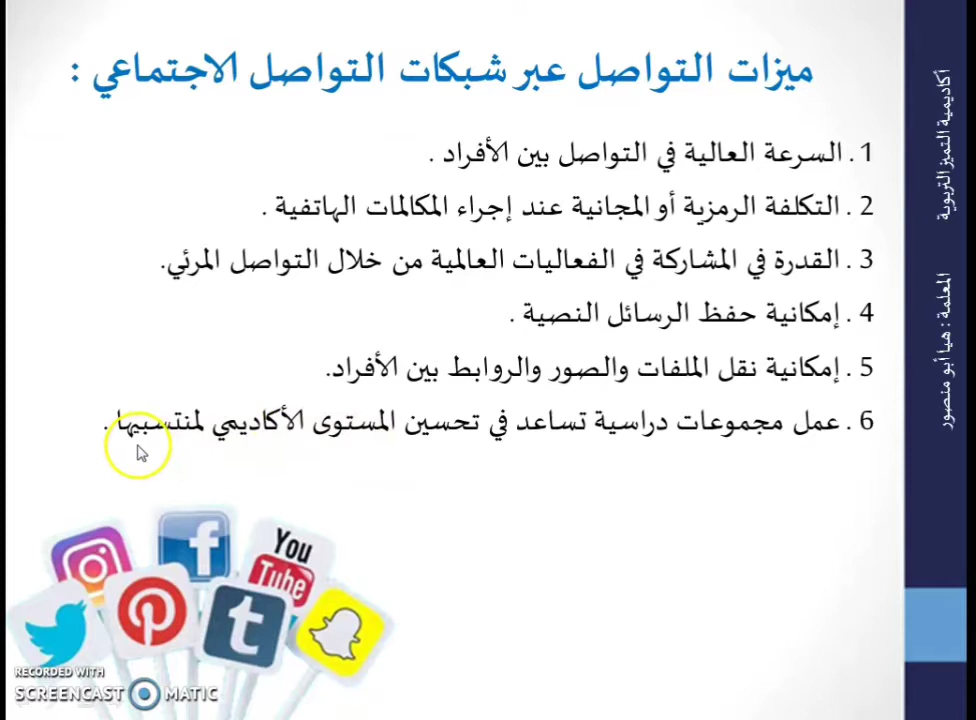 ميزات التواصل عبر شبكات التواصل الاجتماعي :
1 . السرعة العالية في التواصل بين الأفراد .
2 . التكلفة الرمزية أو المجانية عند إجراء المكالمات الهاتفية .
3 . القدرة في المشاركة في الفعاليات العالمية من خلال التواصل المرئي.
4 . إمكانية حفظ الرسائل النصية .
5 . إمكانية نقل الملفات والصور والروابط بين الأفراد.
6 . عمل مجموعات دراسية تساعد في تحسين المستوى الأكاديمي لمنتسبيها .
أكاديمية التميز التربوية
المعلمة : هيا أبو منصور
You
Tube
RECORDED WITH
SCREENCAST MATIC